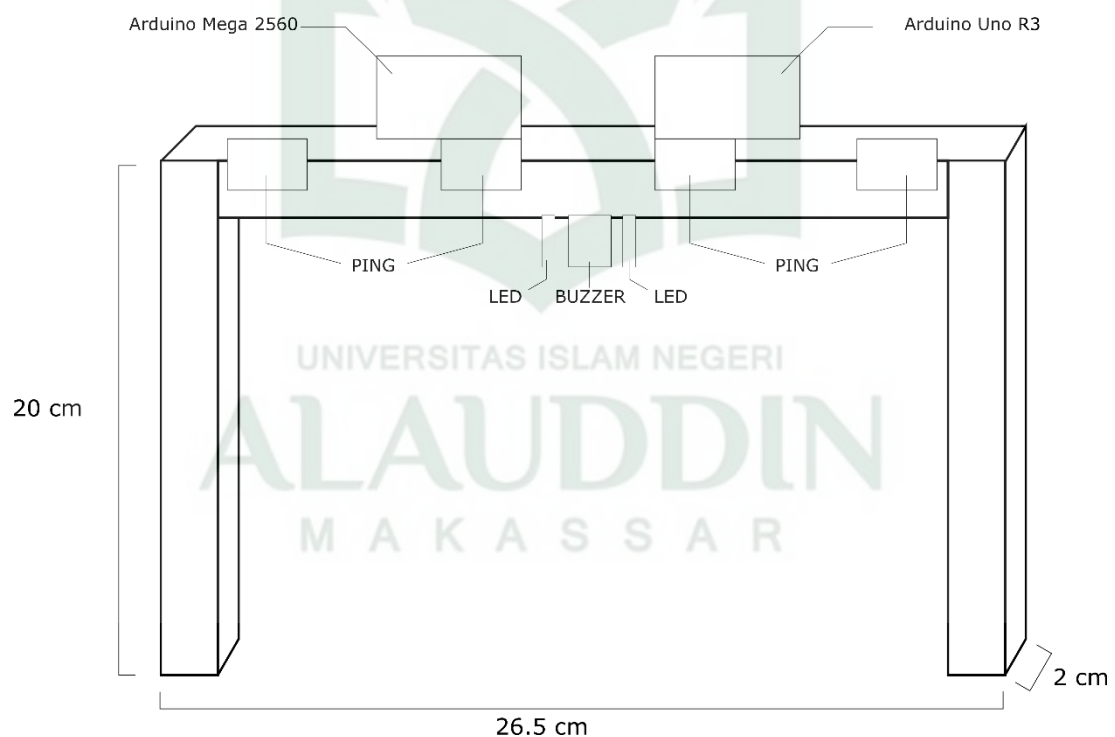 Arduino Mega 2560
Arduino Uno R3
PING
PING
LED
BUZZER
LED
UNIVERSITAS ISLAM NEGERI
ALAUDDIN
MAKASSAR
20 cm
2 cm
26.5 cm